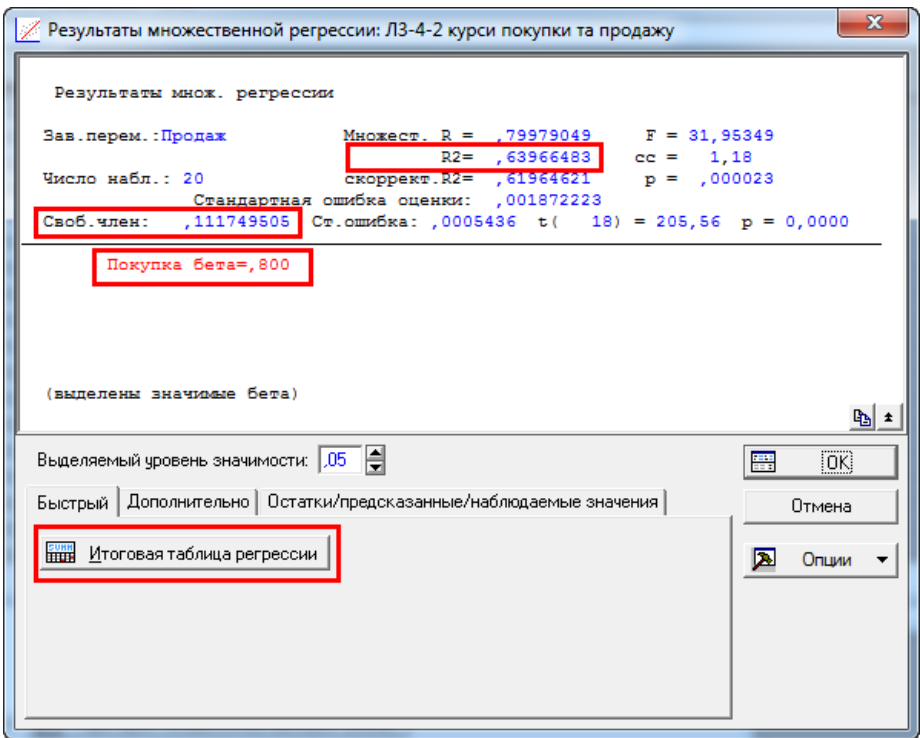 Результаты множественной регрессии: ЛЗ-4-2 курси покупки та продажу
Результаты множ. регрессии
Зав.перем.:Продаж Множест. R = ,79979049 F = 31,95349
R2= ,63966483 сс = 1,18
Число набл.: 20 скоррект.R2= ,61964621 p = ,000023
Стандартная ошибка оценки: ,001872223
Своб.член: ,111749505 Ст.ошибка: ,0005436 t( 18) = 205,56 p = 0,0000
Покупка бета=,800
(выделены значимые бета)
Выделяемый уровень значимости: ,05
OK
Быстрый Дополнительно Остатки/предсказанные/наблюдаемые значения
Отмена
Итоговая таблица регрессии
Опции